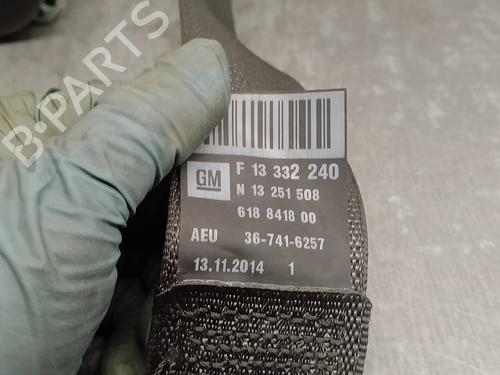 B-PARTS
GM
F 13 332 240
N 13 251 508
618 8418 00
AEU 36-741-6257
13.11.2014 1